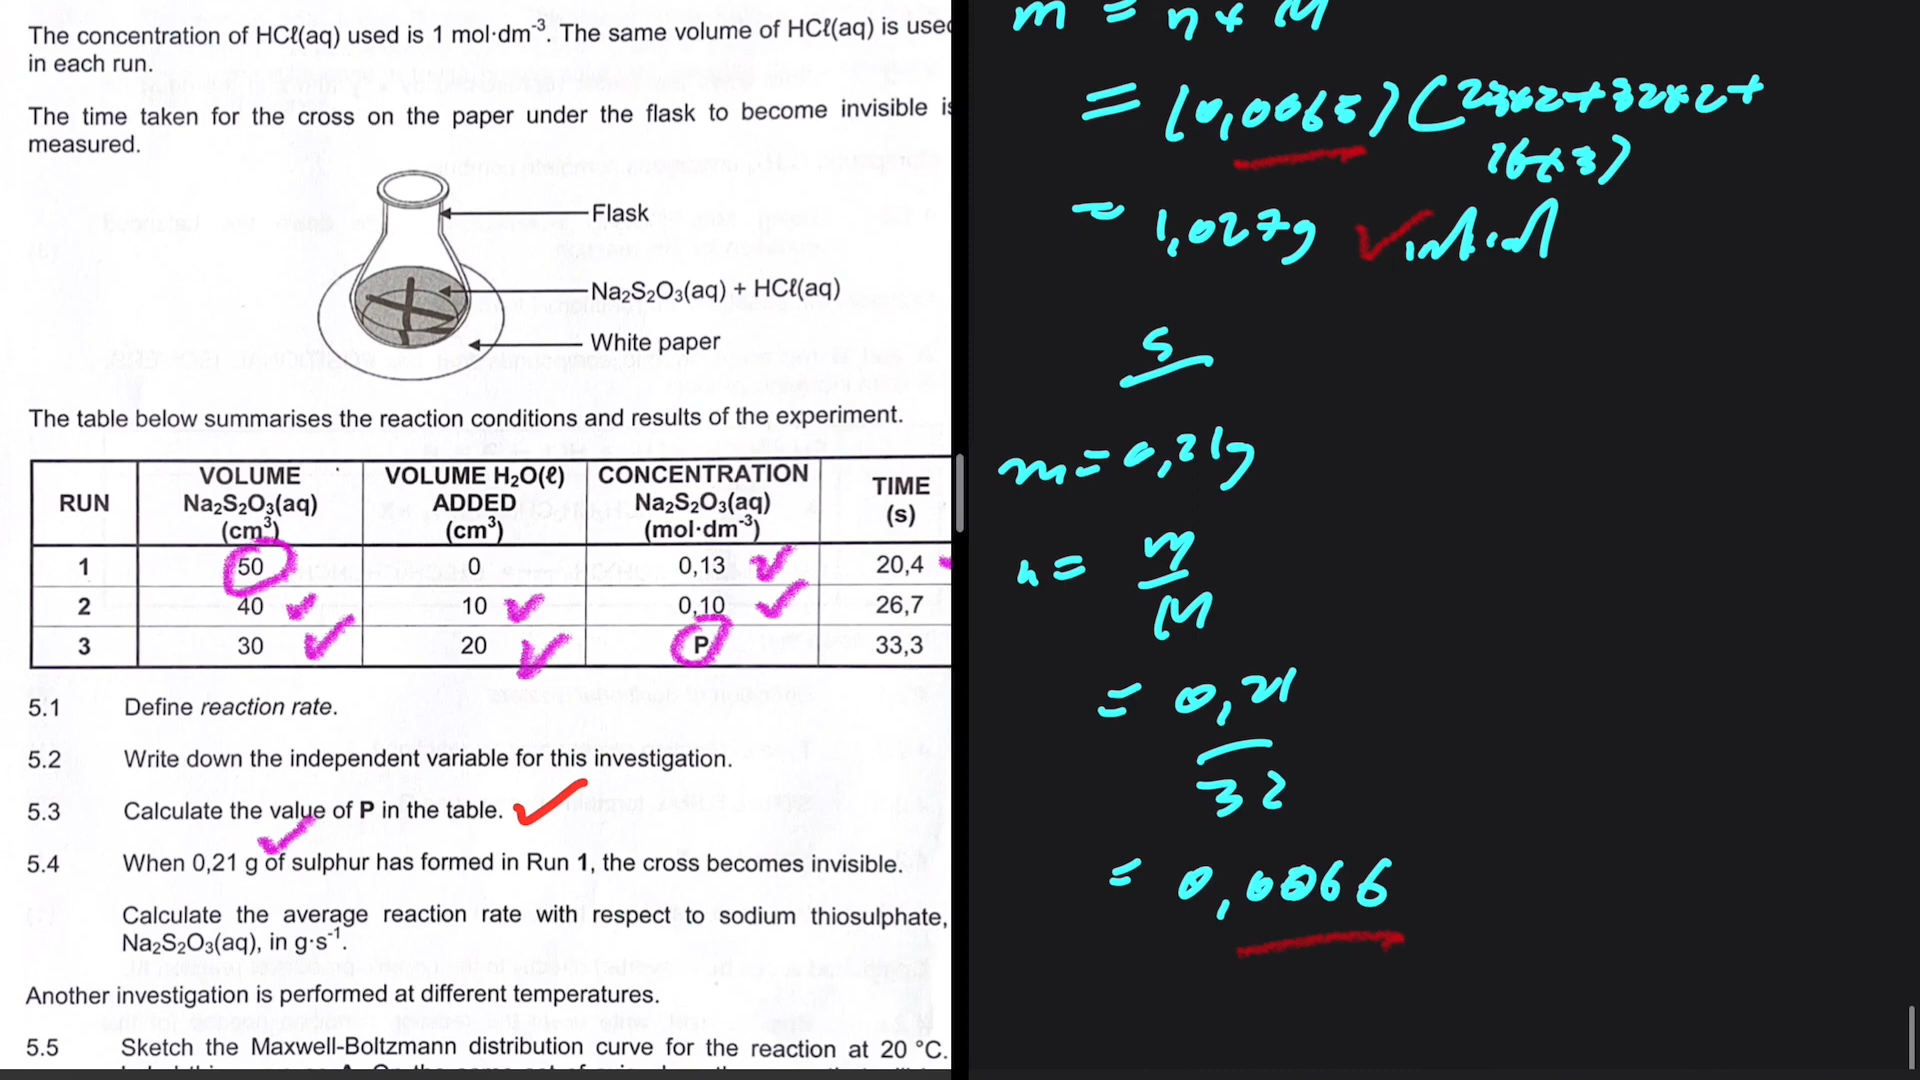 The concentration of HCℓ(aq) used is 1 mol·dm⁻³. The same volume of HCℓ(aq) is used
in each run.
The time taken for the cross on the paper under the flask to become invisible is
measured.
Flask
Na₂S₂O₃(aq) + HCℓ(aq)
White paper
The table below summarises the reaction conditions and results of the experiment.
RUN VOLUME Na₂S₂O₃(aq) (cm³) VOLUME H₂O(ℓ) ADDED (cm³) CONCENTRATION Na₂S₂O₃(aq) (mol·dm⁻³) TIME (s)
1 50 0 0,13 20,4
2 40 10 0,10 26,7
3 30 20 P 33,3
5.1 Define reaction rate.
5.2 Write down the independent variable for this investigation.
5.3 Calculate the value of P in the table.
5.4 When 0,21 g of sulphur has formed in Run 1, the cross becomes invisible.
Calculate the average reaction rate with respect to sodium thiosulphate,
Na₂S₂O₃(aq), in g·s⁻¹.
Another investigation is performed at different temperatures.
5.5 Sketch the Maxwell-Boltzmann distribution curve for the reaction at 20 °C.
m = n × M
= (0,0065)(23×2+32×2+
16×3)
= 1,027g initial
S
m = 0,21g
n = m
M
= 0,21
32
= 0,0066